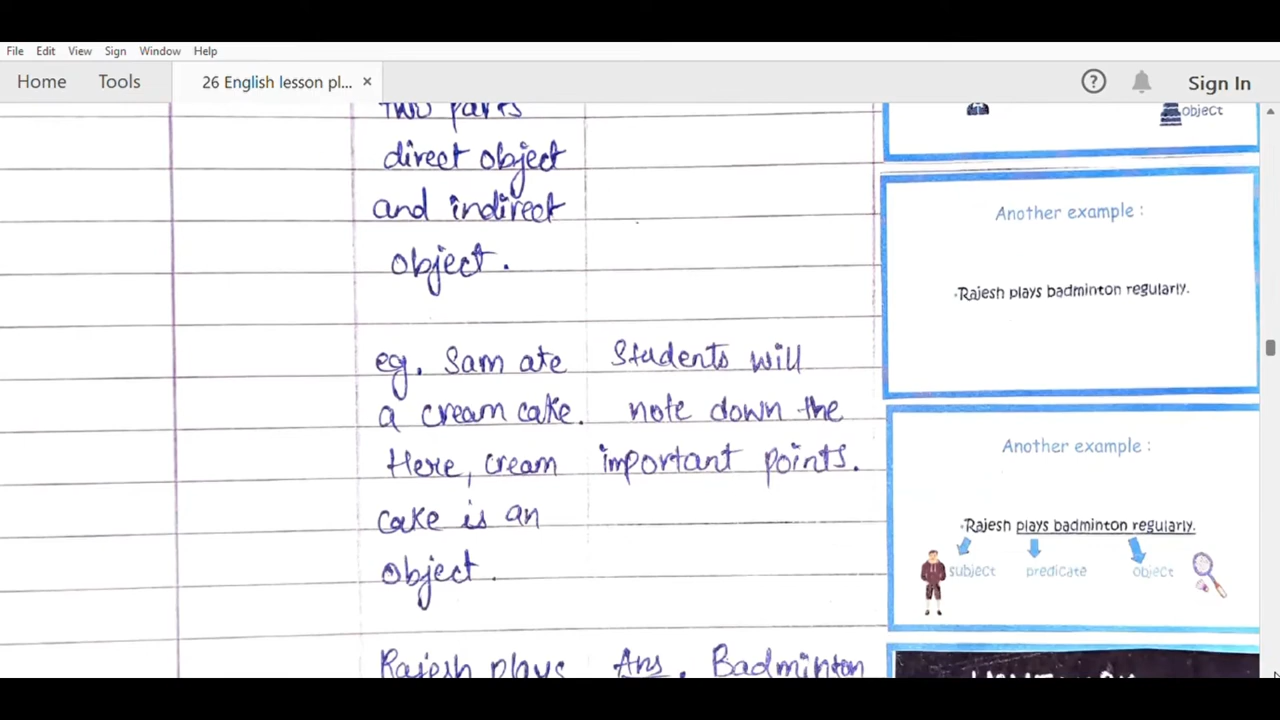 File Edit View Sign Window Help
Home Tools 26 English lesson pl... × ? Sign In
two parts
direct object
and indirect
object.
eg. Sam ate
a cream cake.
Here, cream
cake is an
object.
Rajesh plays
Students will
note down the
important points.
Ans. Badminton
object
Another example :
•Rajesh plays badminton regularly.
Another example :
•Rajesh plays badminton regularly.
subject predicate object